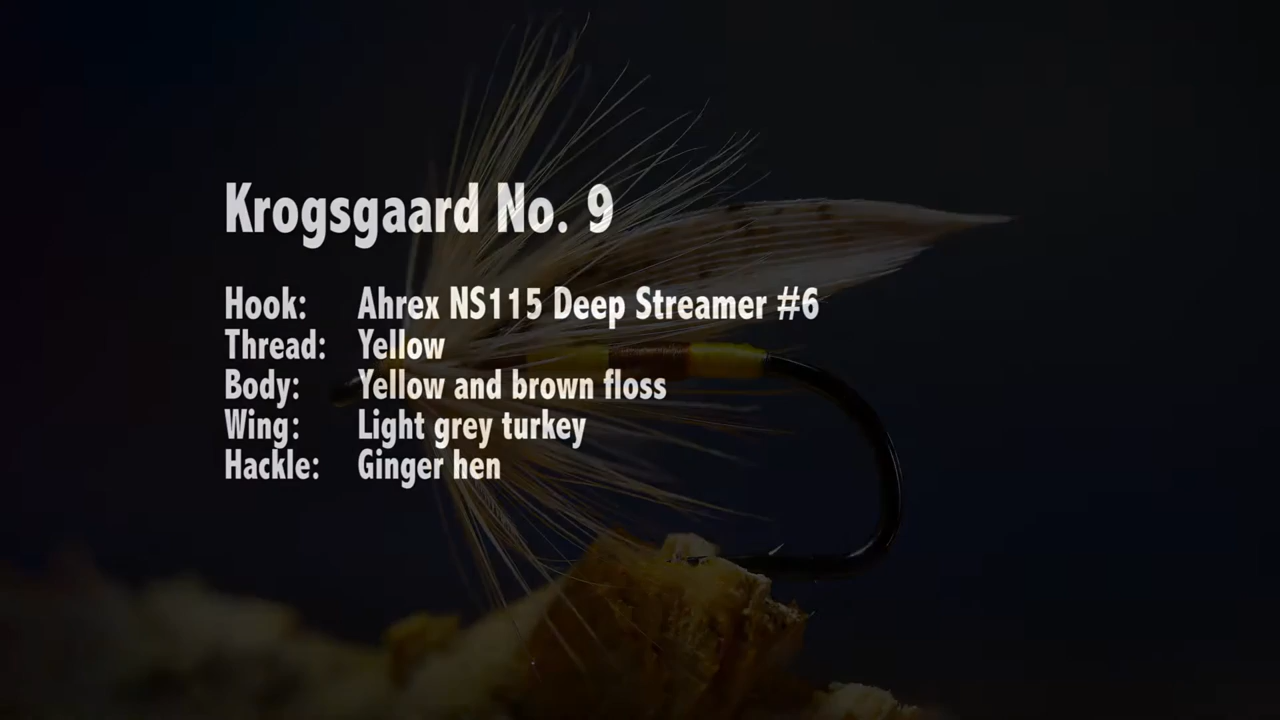 Krogsgaard No. 9
Hook: Ahrex NS115 Deep Streamer #6
Thread: Yellow
Body: Yellow and brown floss
Wing: Light grey turkey
Hackle: Ginger hen